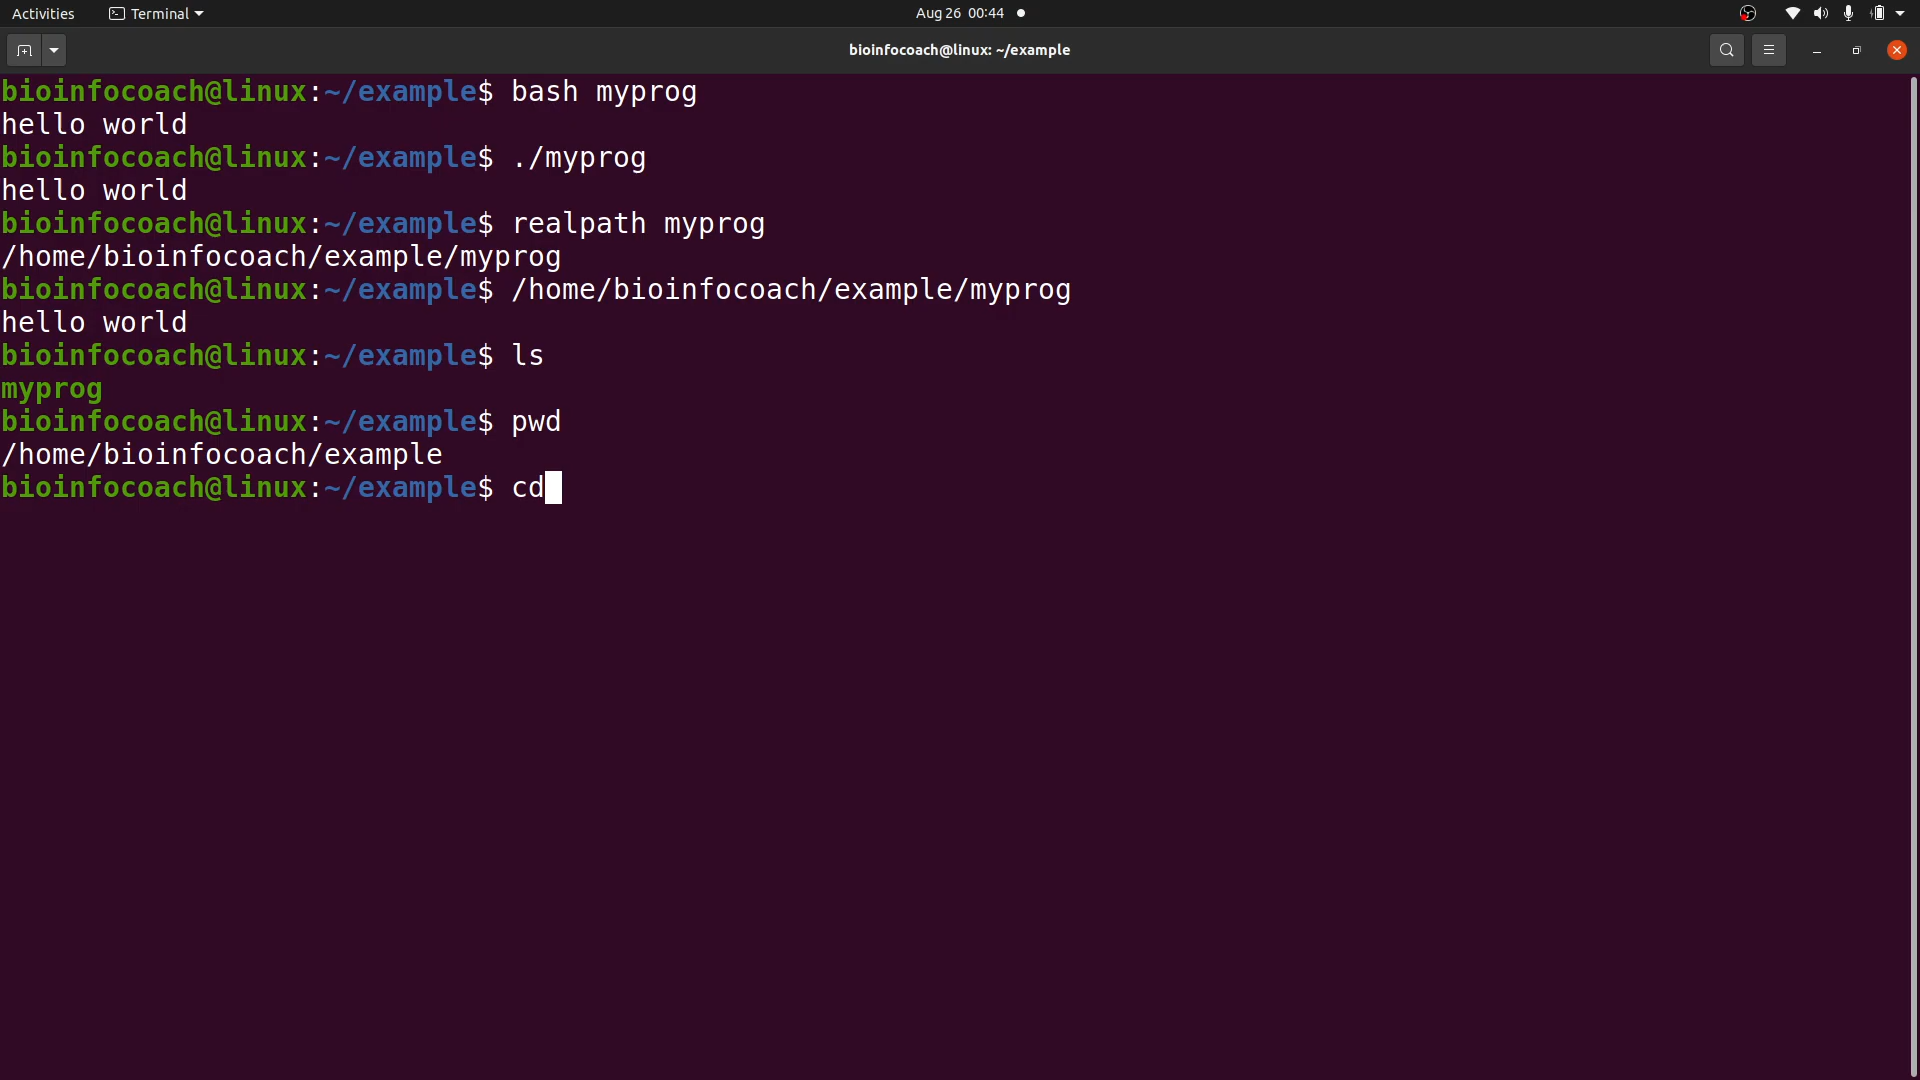 Activities Terminal Aug 26 00:44
bioinfocoach@linux: ~/example
bioinfocoach@linux:~/example$ bash myprog
hello world
bioinfocoach@linux:~/example$ ./myprog
hello world
bioinfocoach@linux:~/example$ realpath myprog
/home/bioinfocoach/example/myprog
bioinfocoach@linux:~/example$ /home/bioinfocoach/example/myprog
hello world
bioinfocoach@linux:~/example$ ls
myprog
bioinfocoach@linux:~/example$ pwd
/home/bioinfocoach/example
bioinfocoach@linux:~/example$ cd